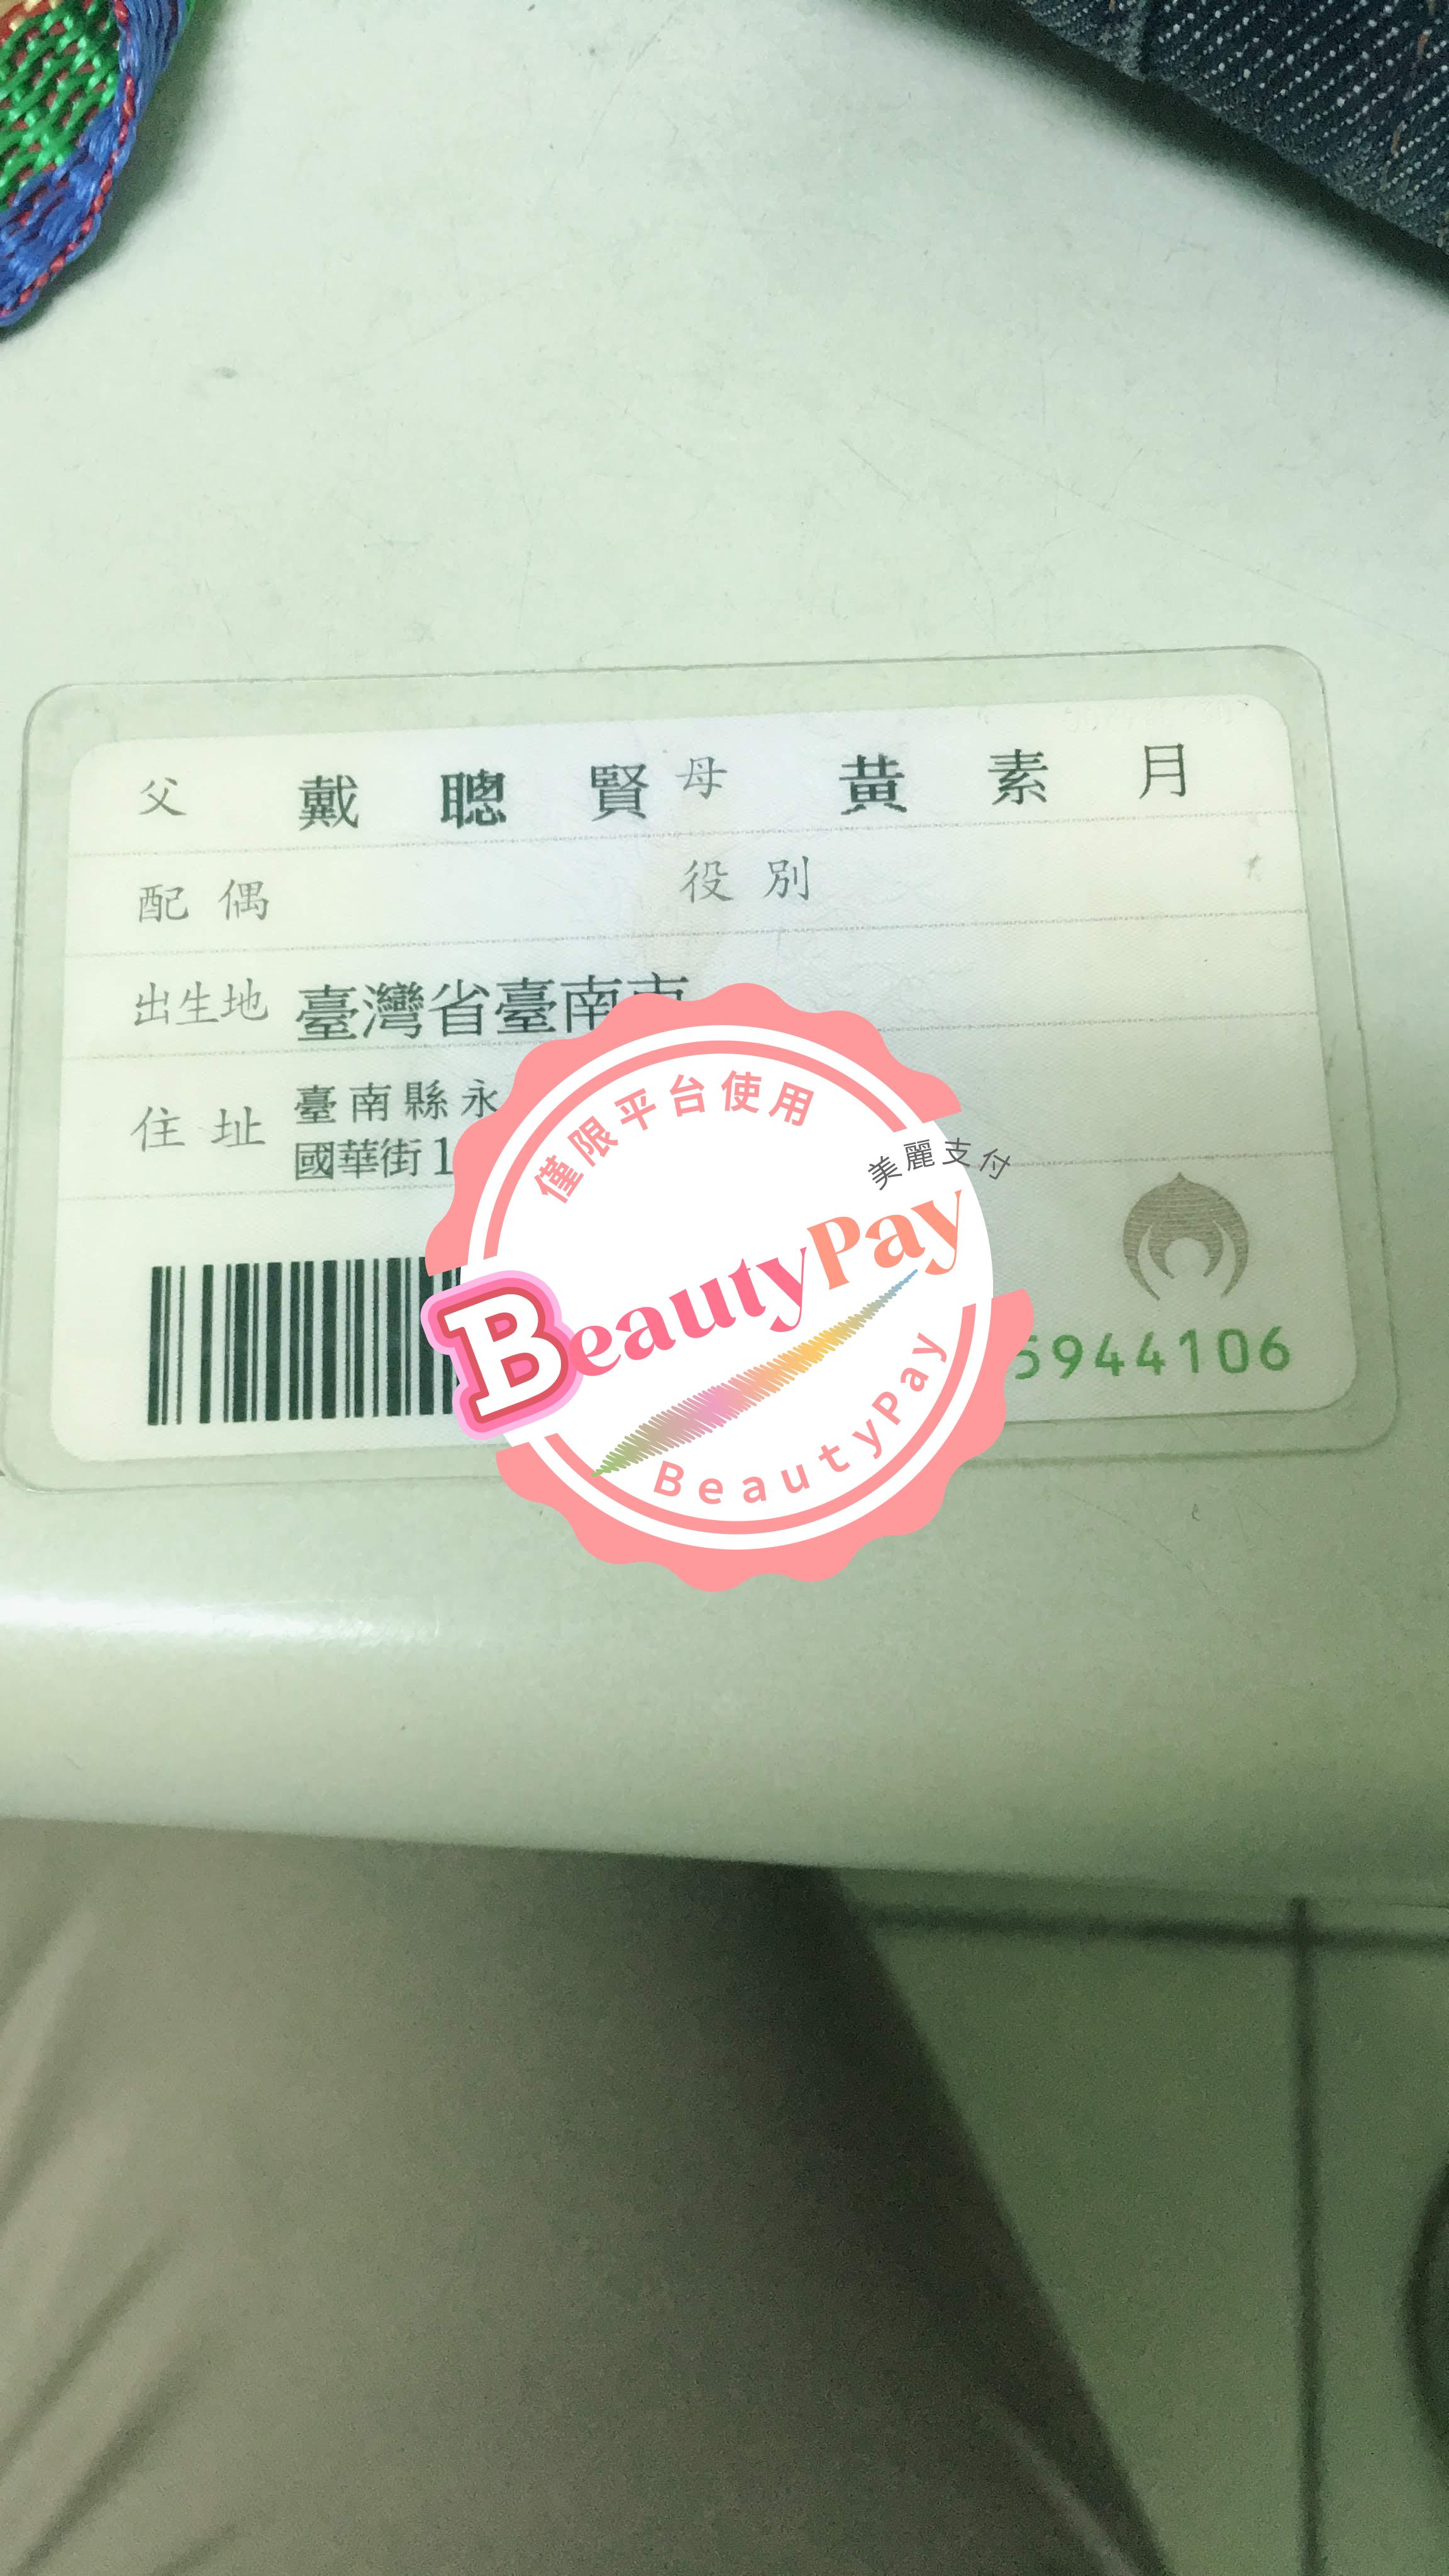 父 戴聰賢 母 黃素月
配偶 役別
出生地 臺灣省臺南市
住址 臺南縣永
國華街1
5944106
僅限平台使用
美麗支付
BeautyPay
BeautyPay